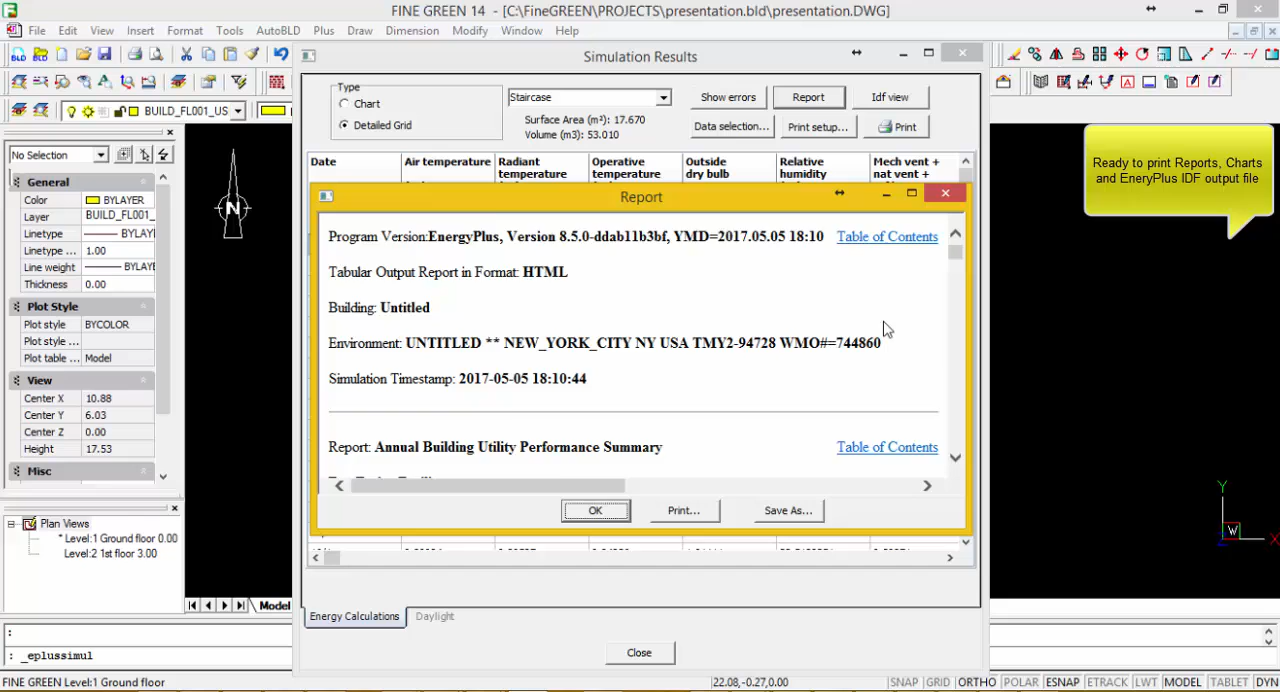 FINE GREEN 14 - [C:\FineGREEN\PROJECTS\presentation.bld\presentation.DWG]
File Edit View Insert Format Tools AutoBLD Plus Draw Dimension Modify Window Help
Simulation Results
Type
Chart
Detailed Grid
Staircase
Surface Area (m²): 17.670
Volume (m3): 53.010
Show errors
Report
Idf view
Data selection...
Print setup...
Print
BUILD_FL001_US
Date
Air temperature
Radiant
temperature
Operative
temperature
Outside
dry bulb
Relative
humidity
Mech vent +
nat vent +
Ready to print Reports, Charts
and EneryPlus IDF output file
No Selection
General
Color BYLAYER
Layer BUILD_FL001_
Linetype BYLAY
Linetype ... 1.00
Line weight BYLAY
Thickness 0.00
Plot Style
Plot style BYCOLOR
Plot style ...
Plot table ... Model
View
Center X 10.88
Center Y 6.03
Center Z 0.00
Height 17.53
Misc
N
Report
Program Version:EnergyPlus, Version 8.5.0-ddab11b3bf, YMD=2017.05.05 18:10
Table of Contents
Tabular Output Report in Format: HTML
Building: Untitled
Environment: UNTITLED ** NEW_YORK_CITY NY USA TMY2-94728 WMO#=744860
Simulation Timestamp: 2017-05-05 18:10:44
Report: Annual Building Utility Performance Summary
Table of Contents
OK
Print...
Save As...
Plan Views
* Level:1 Ground floor 0.00
Level:2 1st floor 3.00
Model
Energy Calculations
Daylight
Close
Y
W
X
:
: _eplussimul
FINE GREEN Level:1 Ground floor
22.08,-0.27,0.00
SNAP GRID ORTHO POLAR ESNAP ETRACK LWT MODEL TABLET DYN